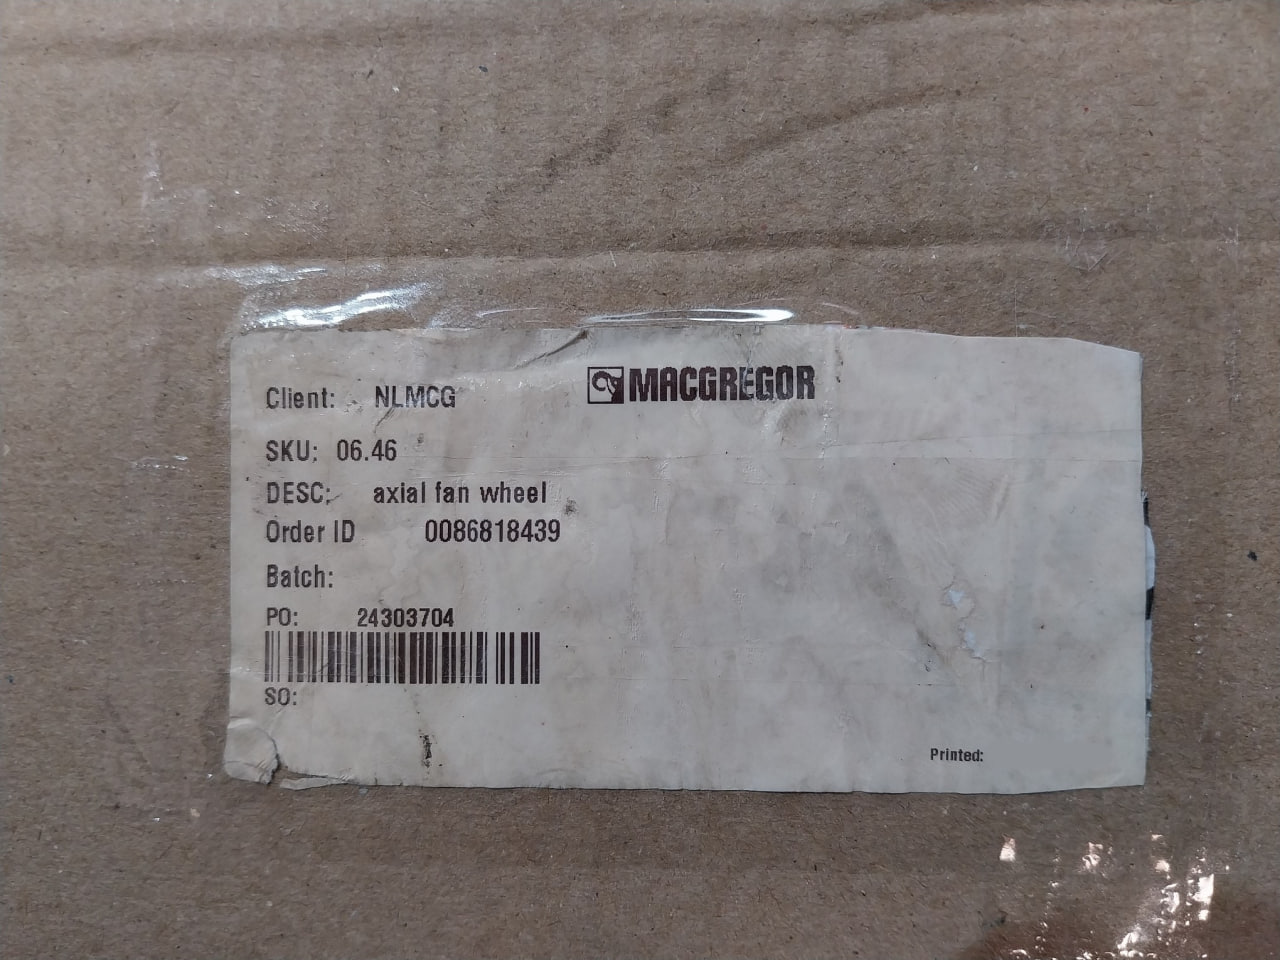 MACGREGOR
Client: NLMCG
SKU: 06.46
DESC: axial fan wheel
Order ID 0086818439
Batch:
PO: 24303704
SO:
Printed: